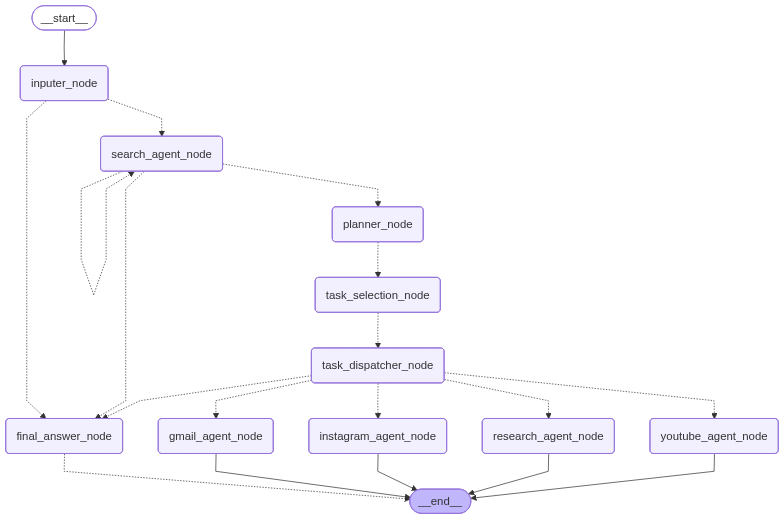 __start__
inputer_node
search_agent_node
planner_node
task_selection_node
task_dispatcher_node
final_answer_node
gmail_agent_node
instagram_agent_node
research_agent_node
youtube_agent_node
__end__